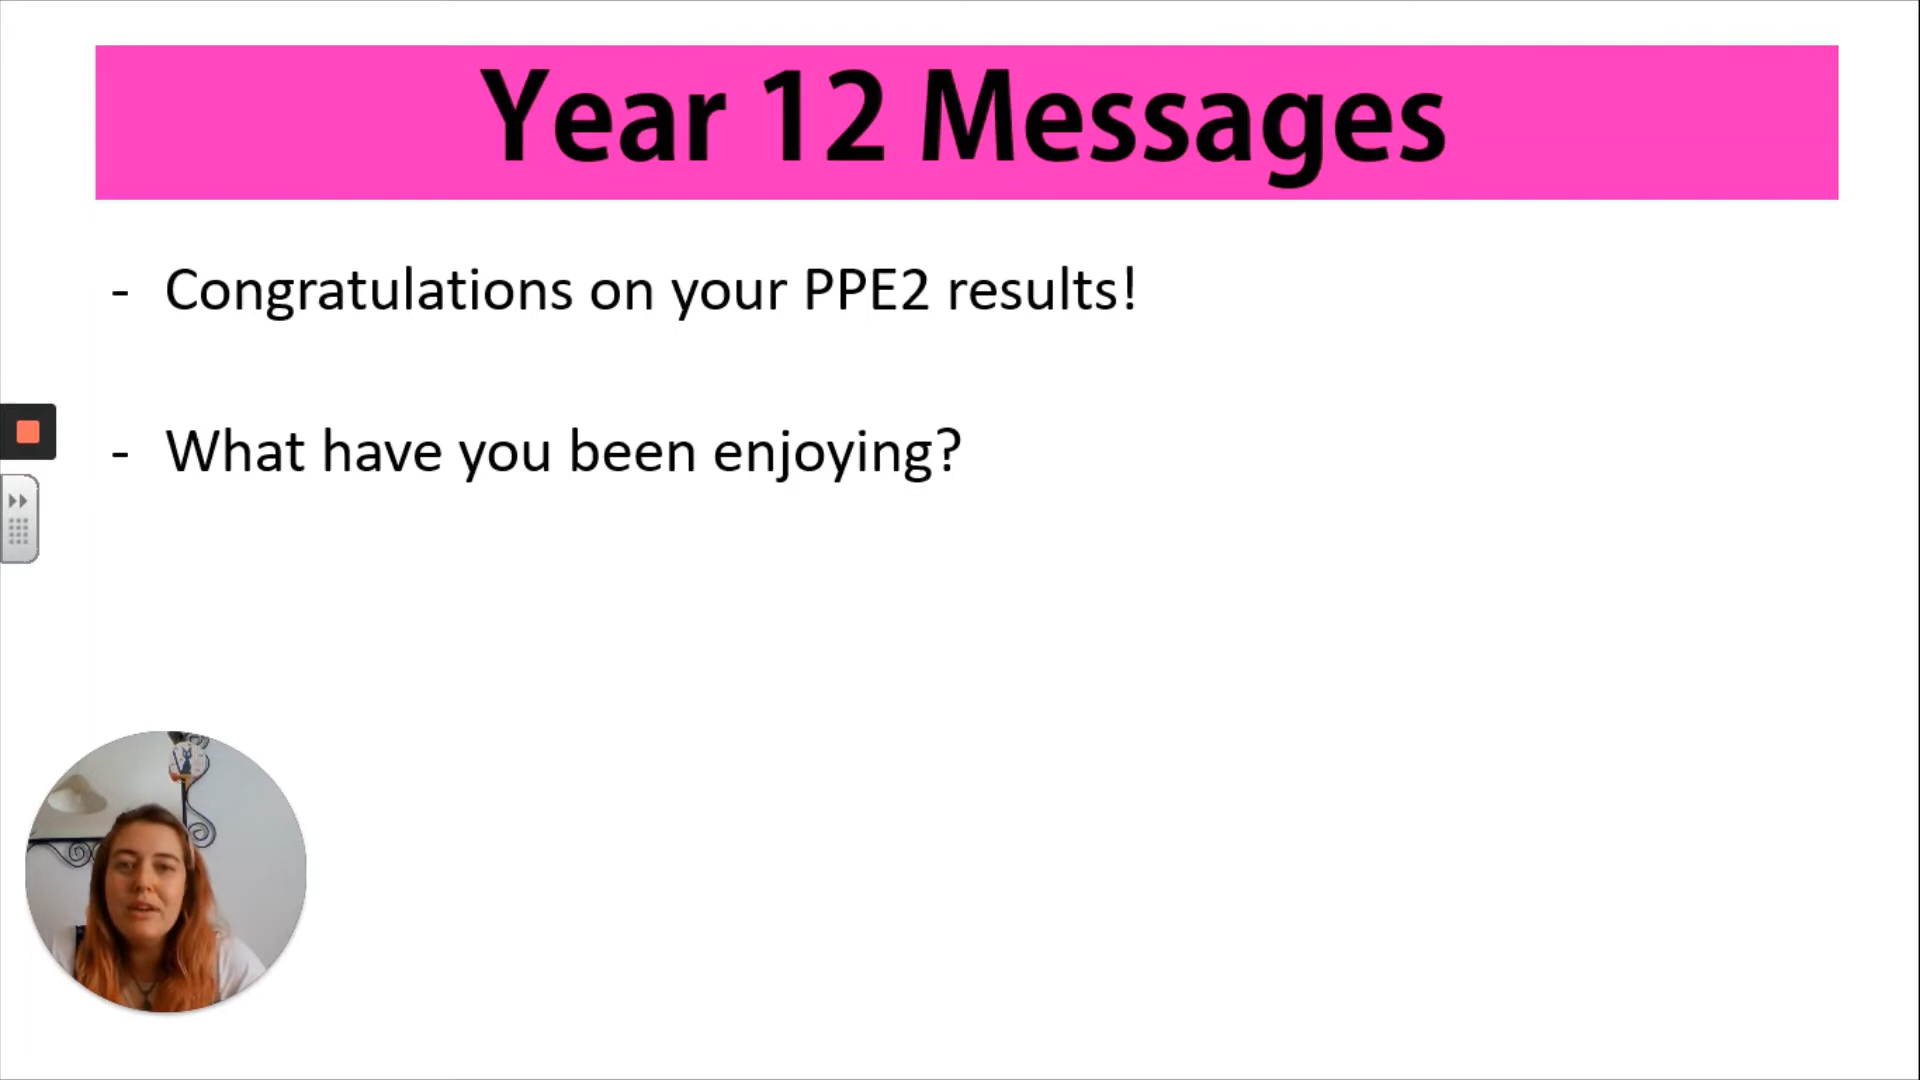 Year 12 Messages
- Congratulations on your PPE2 results!
- What have you been enjoying?